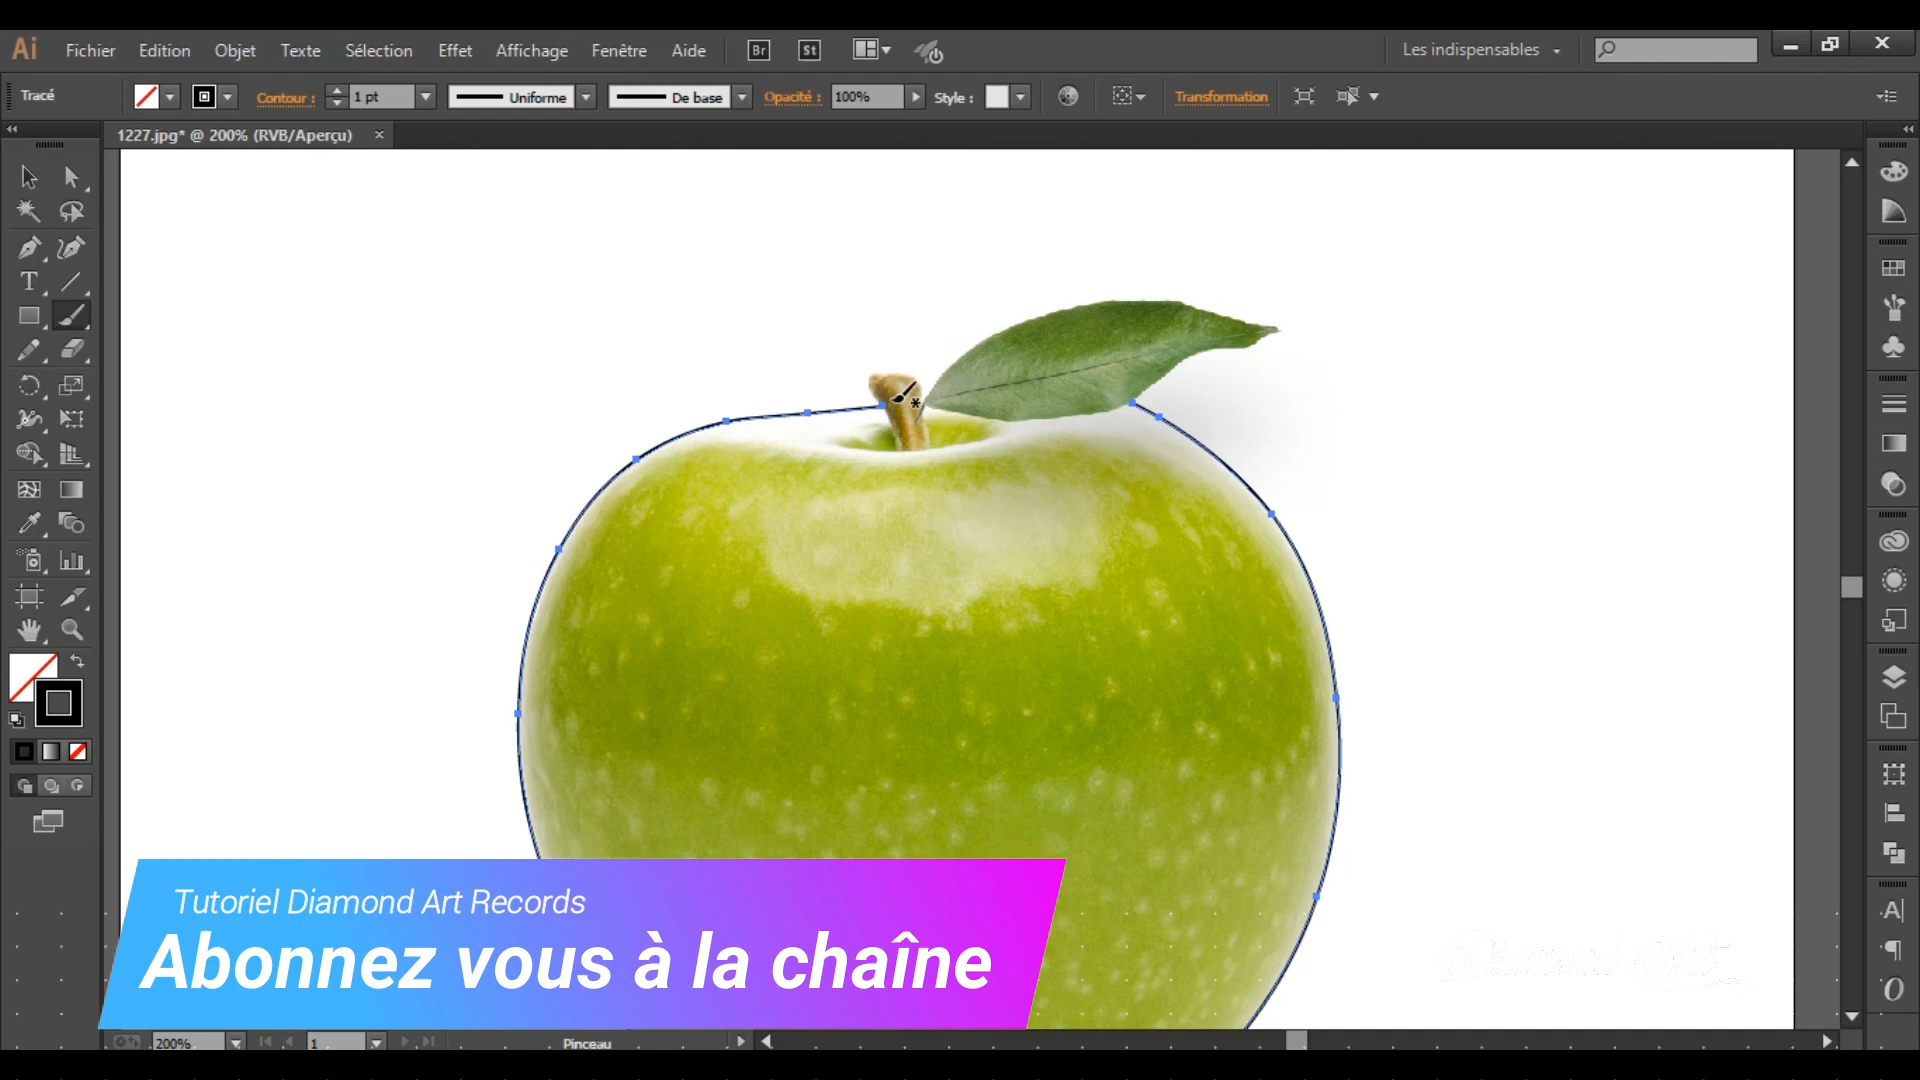 Ai Fichier Edition Objet Texte Sélection Effet Affichage Fenêtre Aide Br St Les indispensables
Tracé Contour : 1 pt Uniforme De base Opacité : 100% Style : Transformation
1227.jpg* @ 200% (RVB/Aperçu)
Tutoriel Diamond Art Records
Abonnez vous à la chaîne
200% 1 Pinceau